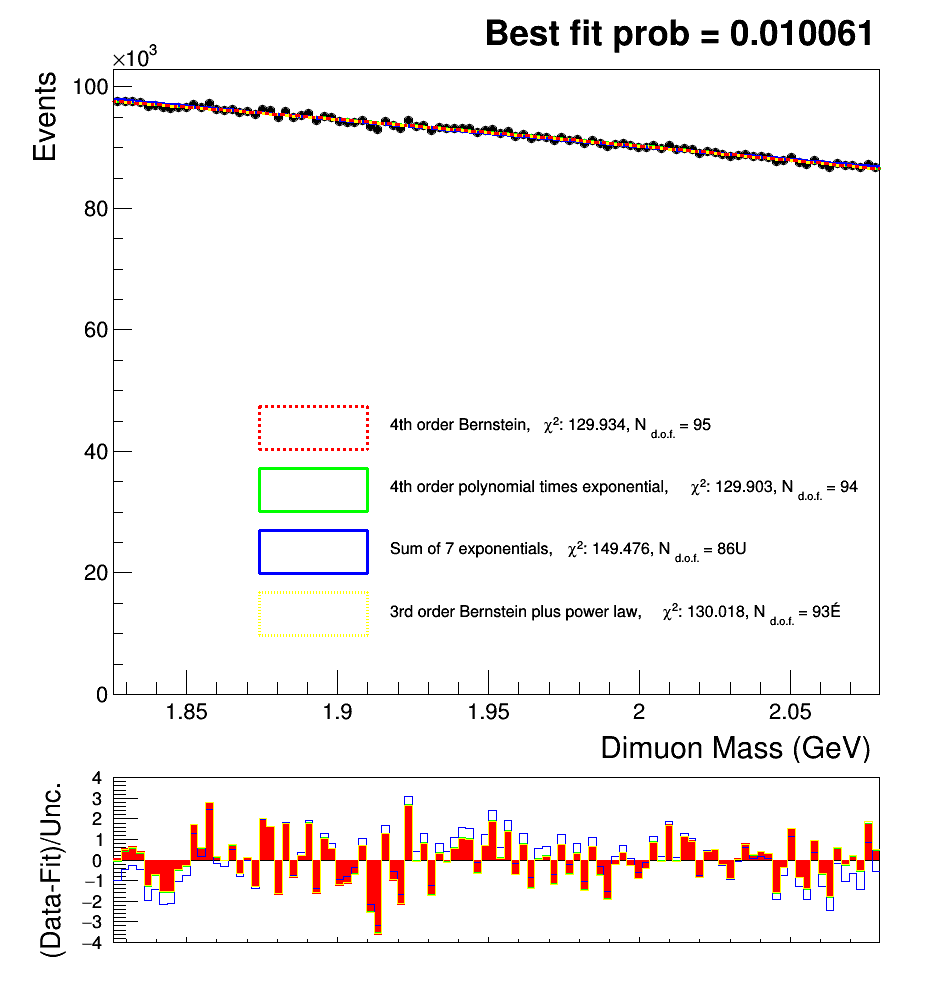 Best fit prob = 0.010061
×10³
Events
100
80
60
40
20
0
4th order Bernstein, χ²: 129.934, N d.o.f. = 95
4th order polynomial times exponential, χ²: 129.903, N d.o.f. = 94
Sum of 7 exponentials, χ²: 149.476, N d.o.f. = 86U
3rd order Bernstein plus power law, χ²: 130.018, N d.o.f. = 93É
1.85 1.9 1.95 2 2.05
Dimuon Mass (GeV)
(Data-Fit)/Unc.
4
3
2
1
0
−1
−2
−3
−4